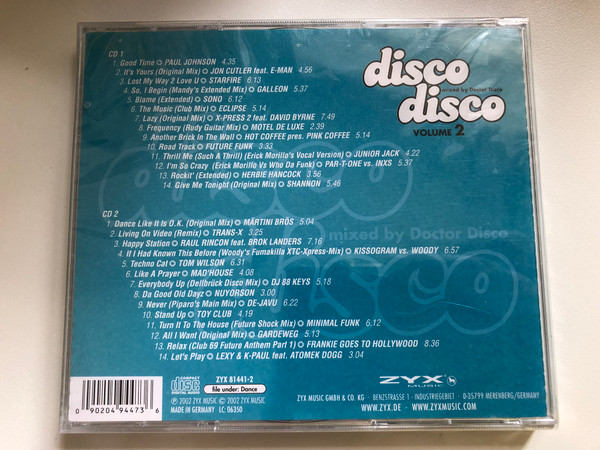 disco
mixed by Doctor Disco
disco
VOLUME 2
CD 1
1. Good Time PAUL JOHNSON 4.35
2. It's Yours (Original Mix) JON CUTLER feat. E-MAN 4.56
3. Lost My Way 2 Love U STARFIRE 6.13
4. So, I Begin (Mandy's Extended Mix) GALLEON 5.37
5. Blame (Extended) SONO 6.12
6. The Music (Club Mix) ECLIPSE 5.14
7. Lazy (Original Mix) X-PRESS 2 feat. DAVID BYRNE 7.49
8. Frequency (Rudy Guitar Mix) MOTEL DE LUXE 2.39
9. Another Brick In The Wall HOT COFFEE pres. PINK COFFEE 5.14
10. Road Track FUTURE FUNK 3.33
11. Thrill Me (Such A Thrill) (Erick Morillo's Vocal Version) JUNIOR JACK 4.22
12. I'm So Crazy (Erick Morillo Vs Who Da Funk) PAR-T-ONE vs. INXS 5.37
13. Rockit' (Extended) HERBIE HANCOCK 3.56
14. Give Me Tonight (Original Mix) SHANNON 5.46
disco
CD 2
1. Dance Like It Is O.K. (Original Mix) MÄRTINI BRÖS 5.04
mixed by Doctor Disco
2. Living On Video (Remix) TRANS-X 3.25
3. Happy Station RAUL RINCON feat. BROK LANDERS 7.16
4. If I Had Known This Before (Woody's Fumakilla XTC-Xpress-Mix) KISSOGRAM vs. WOODY 6.57
5. Techno Cat TOM WILSON 6.31
disco
6. Like A Prayer MAD'HOUSE 4.08
7. Everybody Up (Dellbrück Disco Mix) DJ 88 KEYS 5.18
8. Da Good Old Dayz NUYORSON 3.00
9. Never (Piparo's Main Mix) DE-JAVU 6.22
10. Stand Up TOY CLUB 4.19
11. Turn It To The House (Future Shock Mix) MINIMAL FUNK 6.12
12. All I Want (Original Mix) GARDEWEG 5.13
13. Relax (Club 69 Future Anthem Part 1) FRANKIE GOES TO HOLLYWOOD 8.36
14. Let's Play LEXY & K-PAUL feat. ATOMEK DOGG 3.04
0 90204 94473 6
COMPACT
disc
DIGITAL AUDIO
ZYX 81441-2
file under: Dance
℗ 2002 ZYX MUSIC © 2002 ZYX MUSIC
MADE IN GERMANY LC: 06350
ZYX
MUSIC
ZYX MUSIC GMBH & CO. KG · BENZSTRASSE 1 · INDUSTRIEGEBIET · D-35799 MERENBERG/GERMANY
WWW.ZYX.DE - WWW.ZYXMUSIC.COM